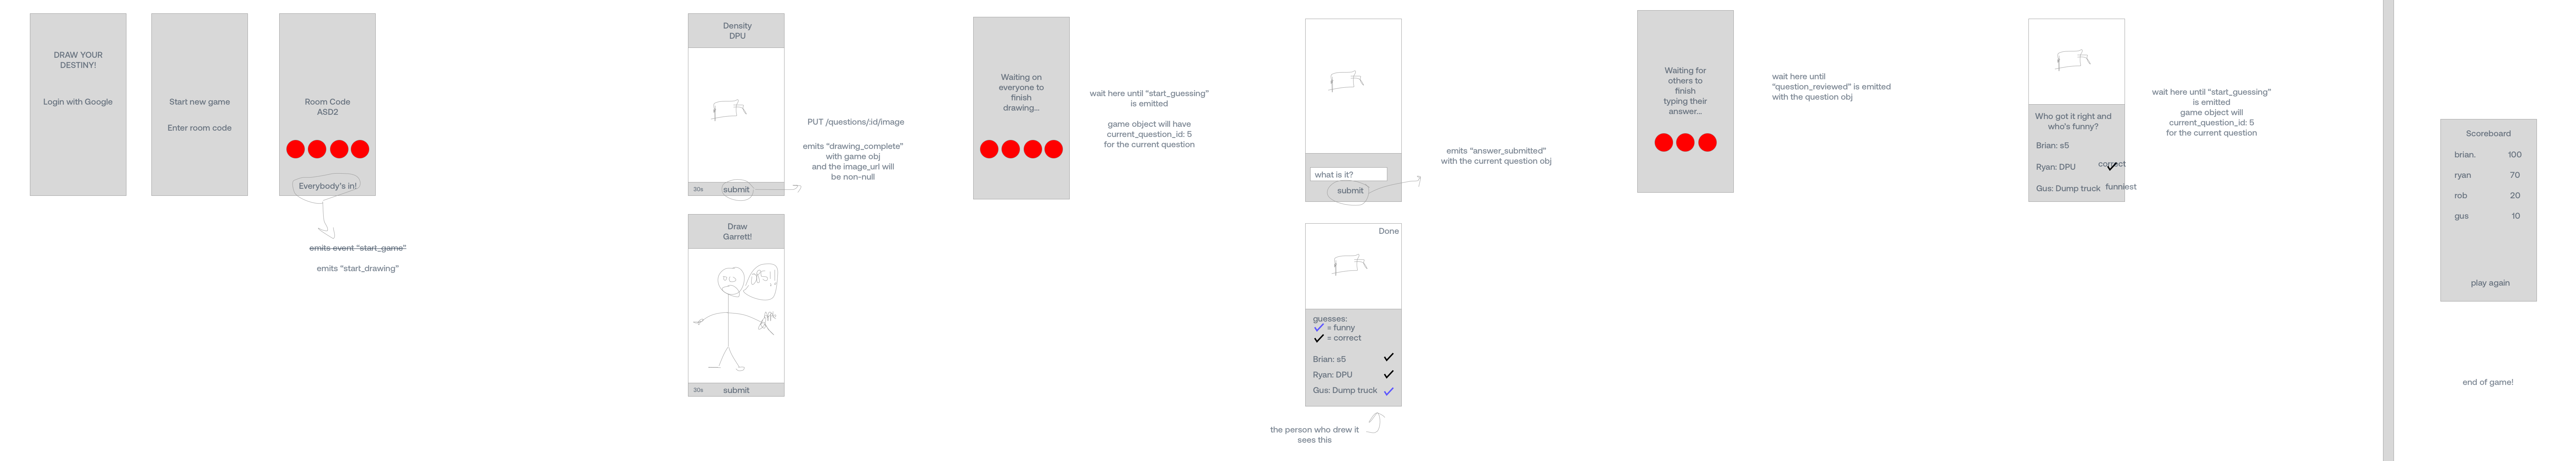 DRAW YOUR
DESTINY!
Login with Google
Start new game
Enter room code
Room Code
ASD2
Everybody's in!
emits event "start_game"
emits "start_drawing"
Density
DPU
30s
submit
PUT /questions/:id/image
emits "drawing_complete"
with game obj
and the image_url will
be non-null
Draw
Garrett!
30s
submit
Waiting on
everyone to
finish
drawing...
wait here until "start_guessing"
is emitted
game object will have
current_question_id: 5
for the current question
what is it?
submit
emits "answer_submitted"
with the current question obj
Done
guesses:
= funny
= correct
Brian: s5
Ryan: DPU
Gus: Dump truck
the person who drew it
sees this
Waiting for
others to
finish
typing their
answer...
wait here until
"question_reviewed" is emitted
with the question obj
Who got it right and
who's funny?
Brian: s5
Ryan: DPU
correct
Gus: Dump truck
funniest
wait here until "start_guessing"
is emitted
game object will
current_question_id: 5
for the current question
Scoreboard
brian. 100
ryan 70
rob 20
gus 10
play again
end of game!